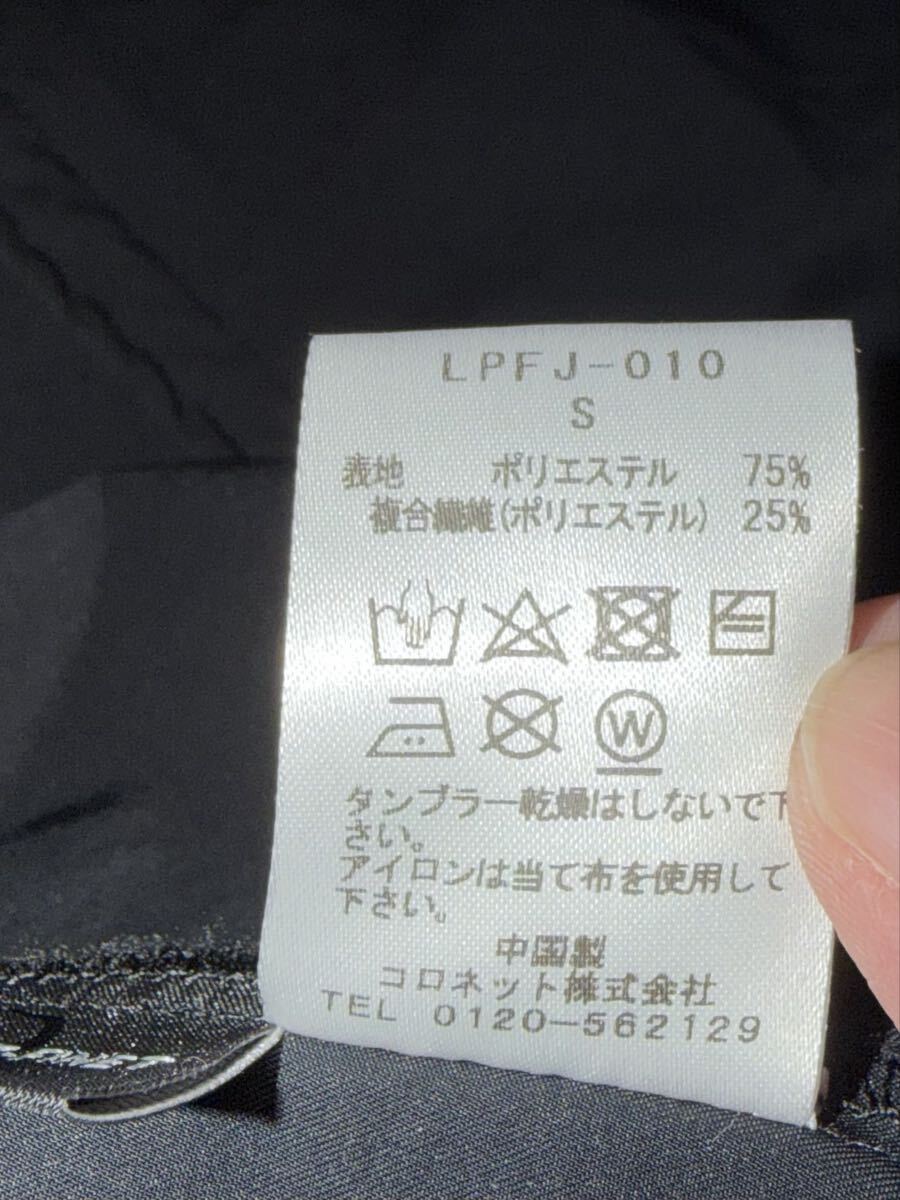 LPFJ-010
S
表地 ポリエステル 75%
複合繊維(ポリエステル) 25%
W
タンブラー乾燥はしないで下
さい。
アイロンは当て布を使用して
下さい。
中国製
コロネット株式会社
TEL 0120-562129